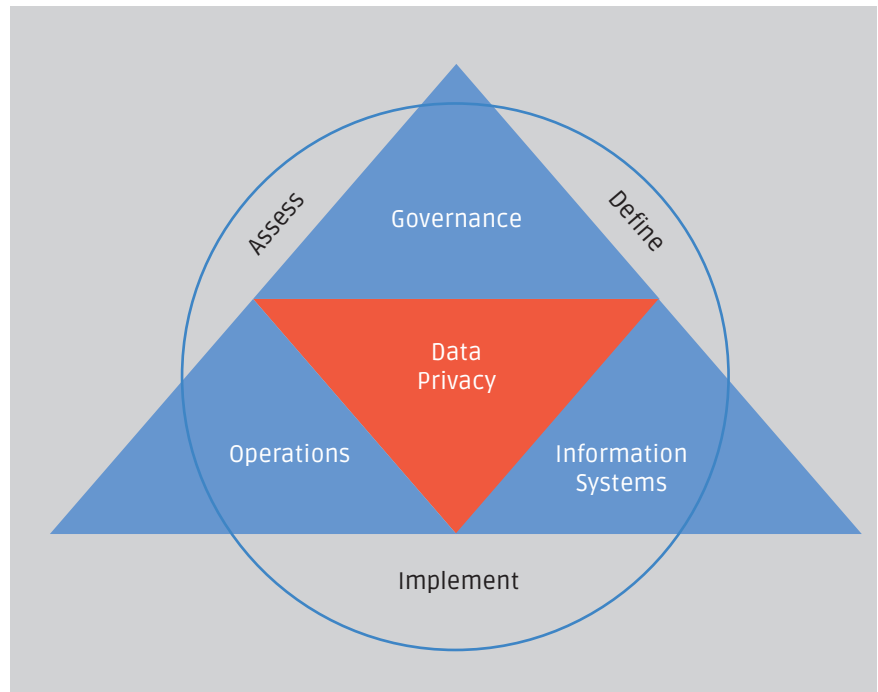 Assess
Define
Governance
Data
Privacy
Operations
Information
Systems
Implement